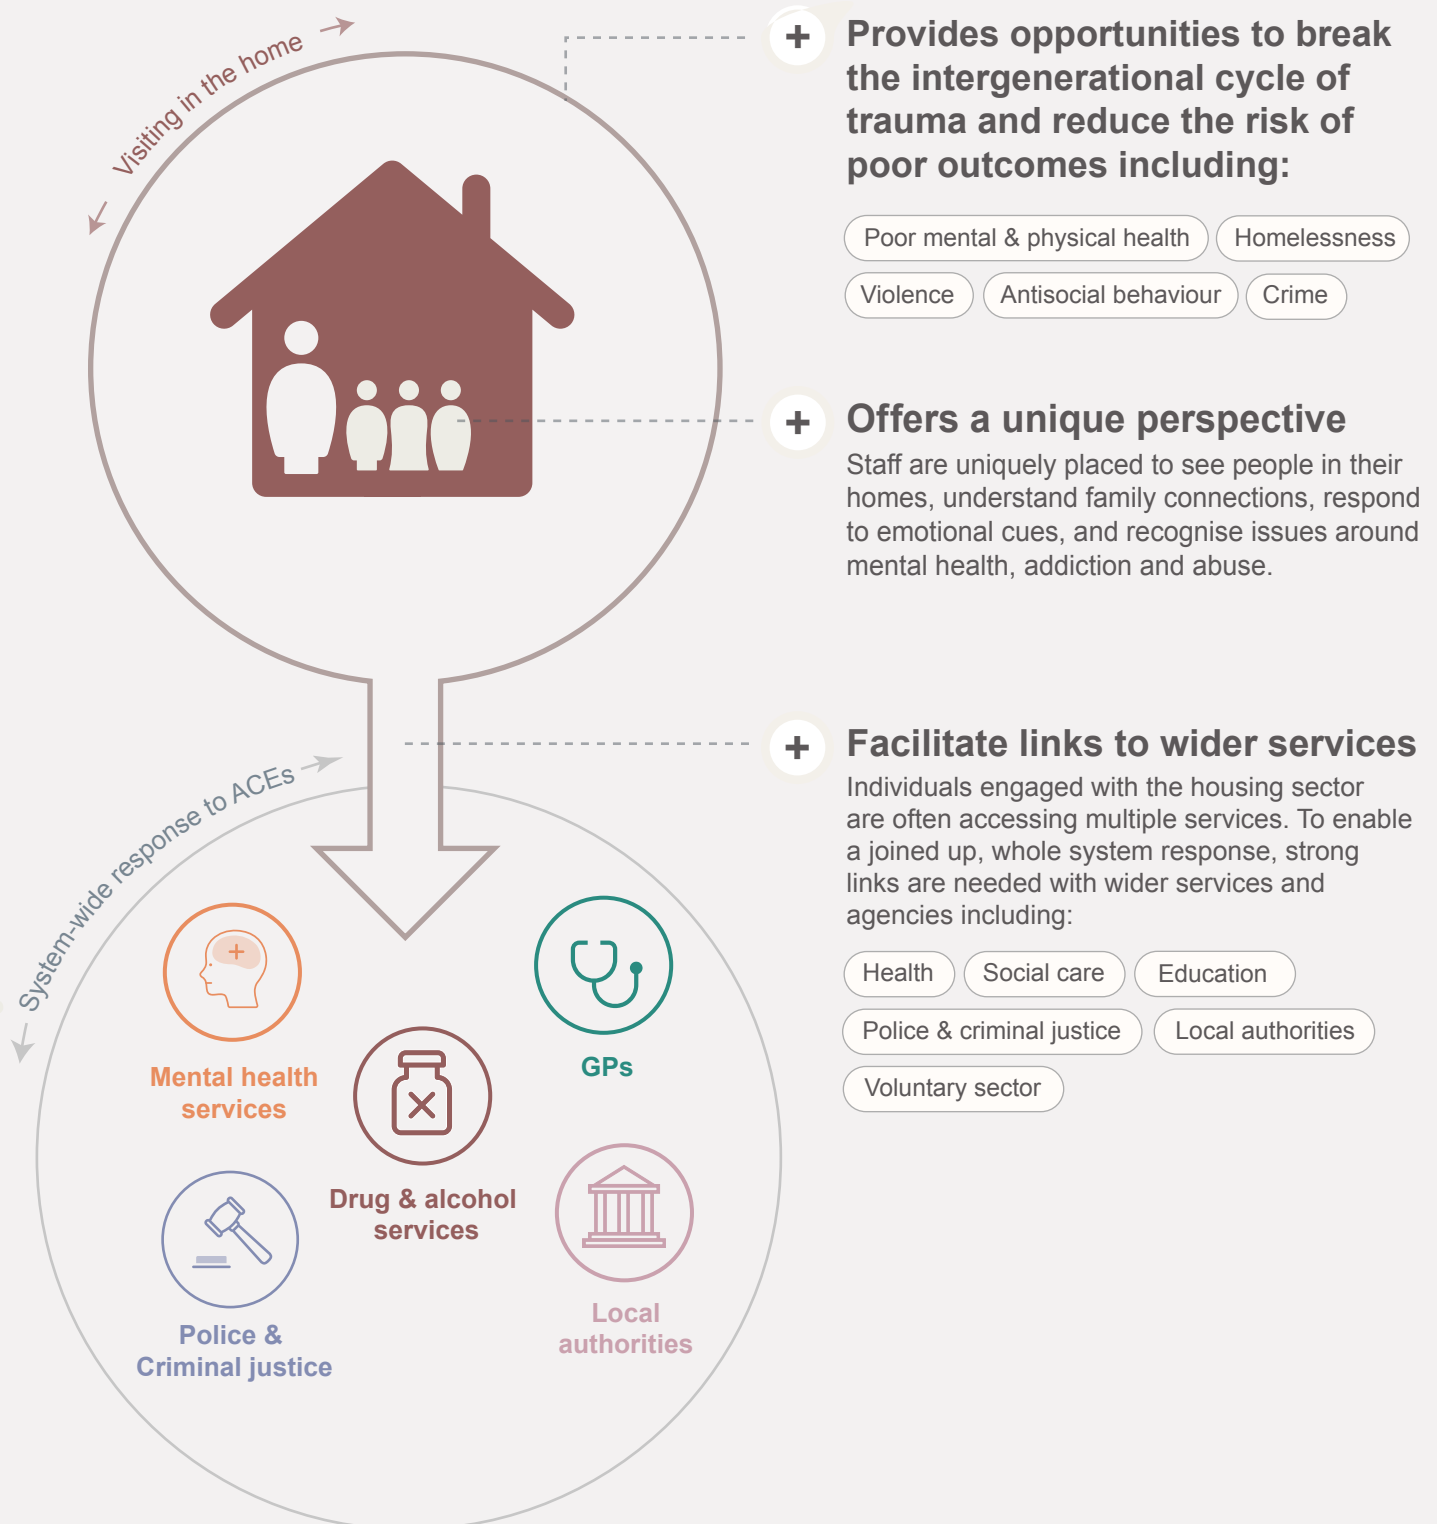 Visiting in the home
Provides opportunities to break
the intergenerational cycle of
trauma and reduce the risk of
poor outcomes including:
Poor mental & physical health
Homelessness
Violence
Antisocial behaviour
Crime
Offers a unique perspective
Staff are uniquely placed to see people in their
homes, understand family connections, respond
to emotional cues, and recognise issues around
mental health, addiction and abuse.
Facilitate links to wider services
Individuals engaged with the housing sector
are often accessing multiple services. To enable
a joined up, whole system response, strong
links are needed with wider services and
agencies including:
Health
Social care
Education
Police & criminal justice
Local authorities
Voluntary sector
System-wide response to ACEs
Mental health
services
GPs
Drug & alcohol
services
Police &
Criminal justice
Local
authorities